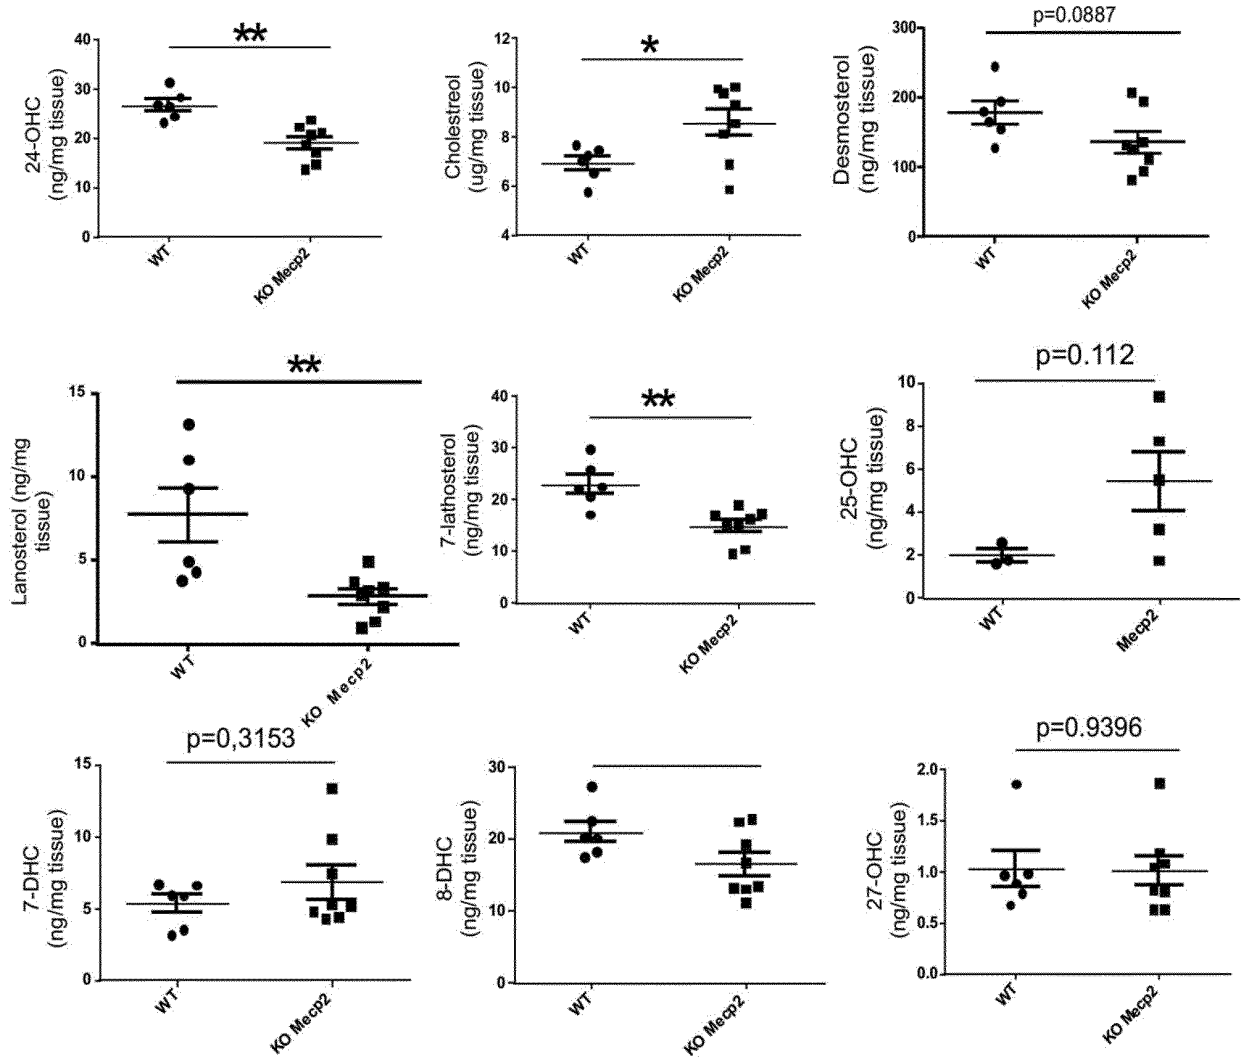 24-OHC
(ng/mg tissue)
**
40
30
20
10
0
WT
KO Mecp2
Cholestreol
(ug/mg tissue)
*
12
10
8
6
4
WT
KO Mecp2
Desmosterol
(ng/mg tissue)
p=0.0887
300
200
100
0
WT
KO Mecp2
Lanosterol (ng/mg
tissue)
**
15
10
5
0
WT
KO Mecp2
7-lathosterol
(ng/mg tissue)
**
40
30
20
10
0
WT
KO Mecp2
25-OHC
(ng/mg tissue)
p=0.112
10
8
6
4
2
0
WT
Mecp2
7-DHC
(ng/mg tissue)
p=0,3153
15
10
5
0
WT
KO Mecp2
8-DHC
(ng/mg tissue)
30
20
10
0
WT
KO Mecp2
27-OHC
(ng/mg tissue)
p=0.9396
2.0
1.5
1.0
0.5
0.0
WT
KO Mecp2